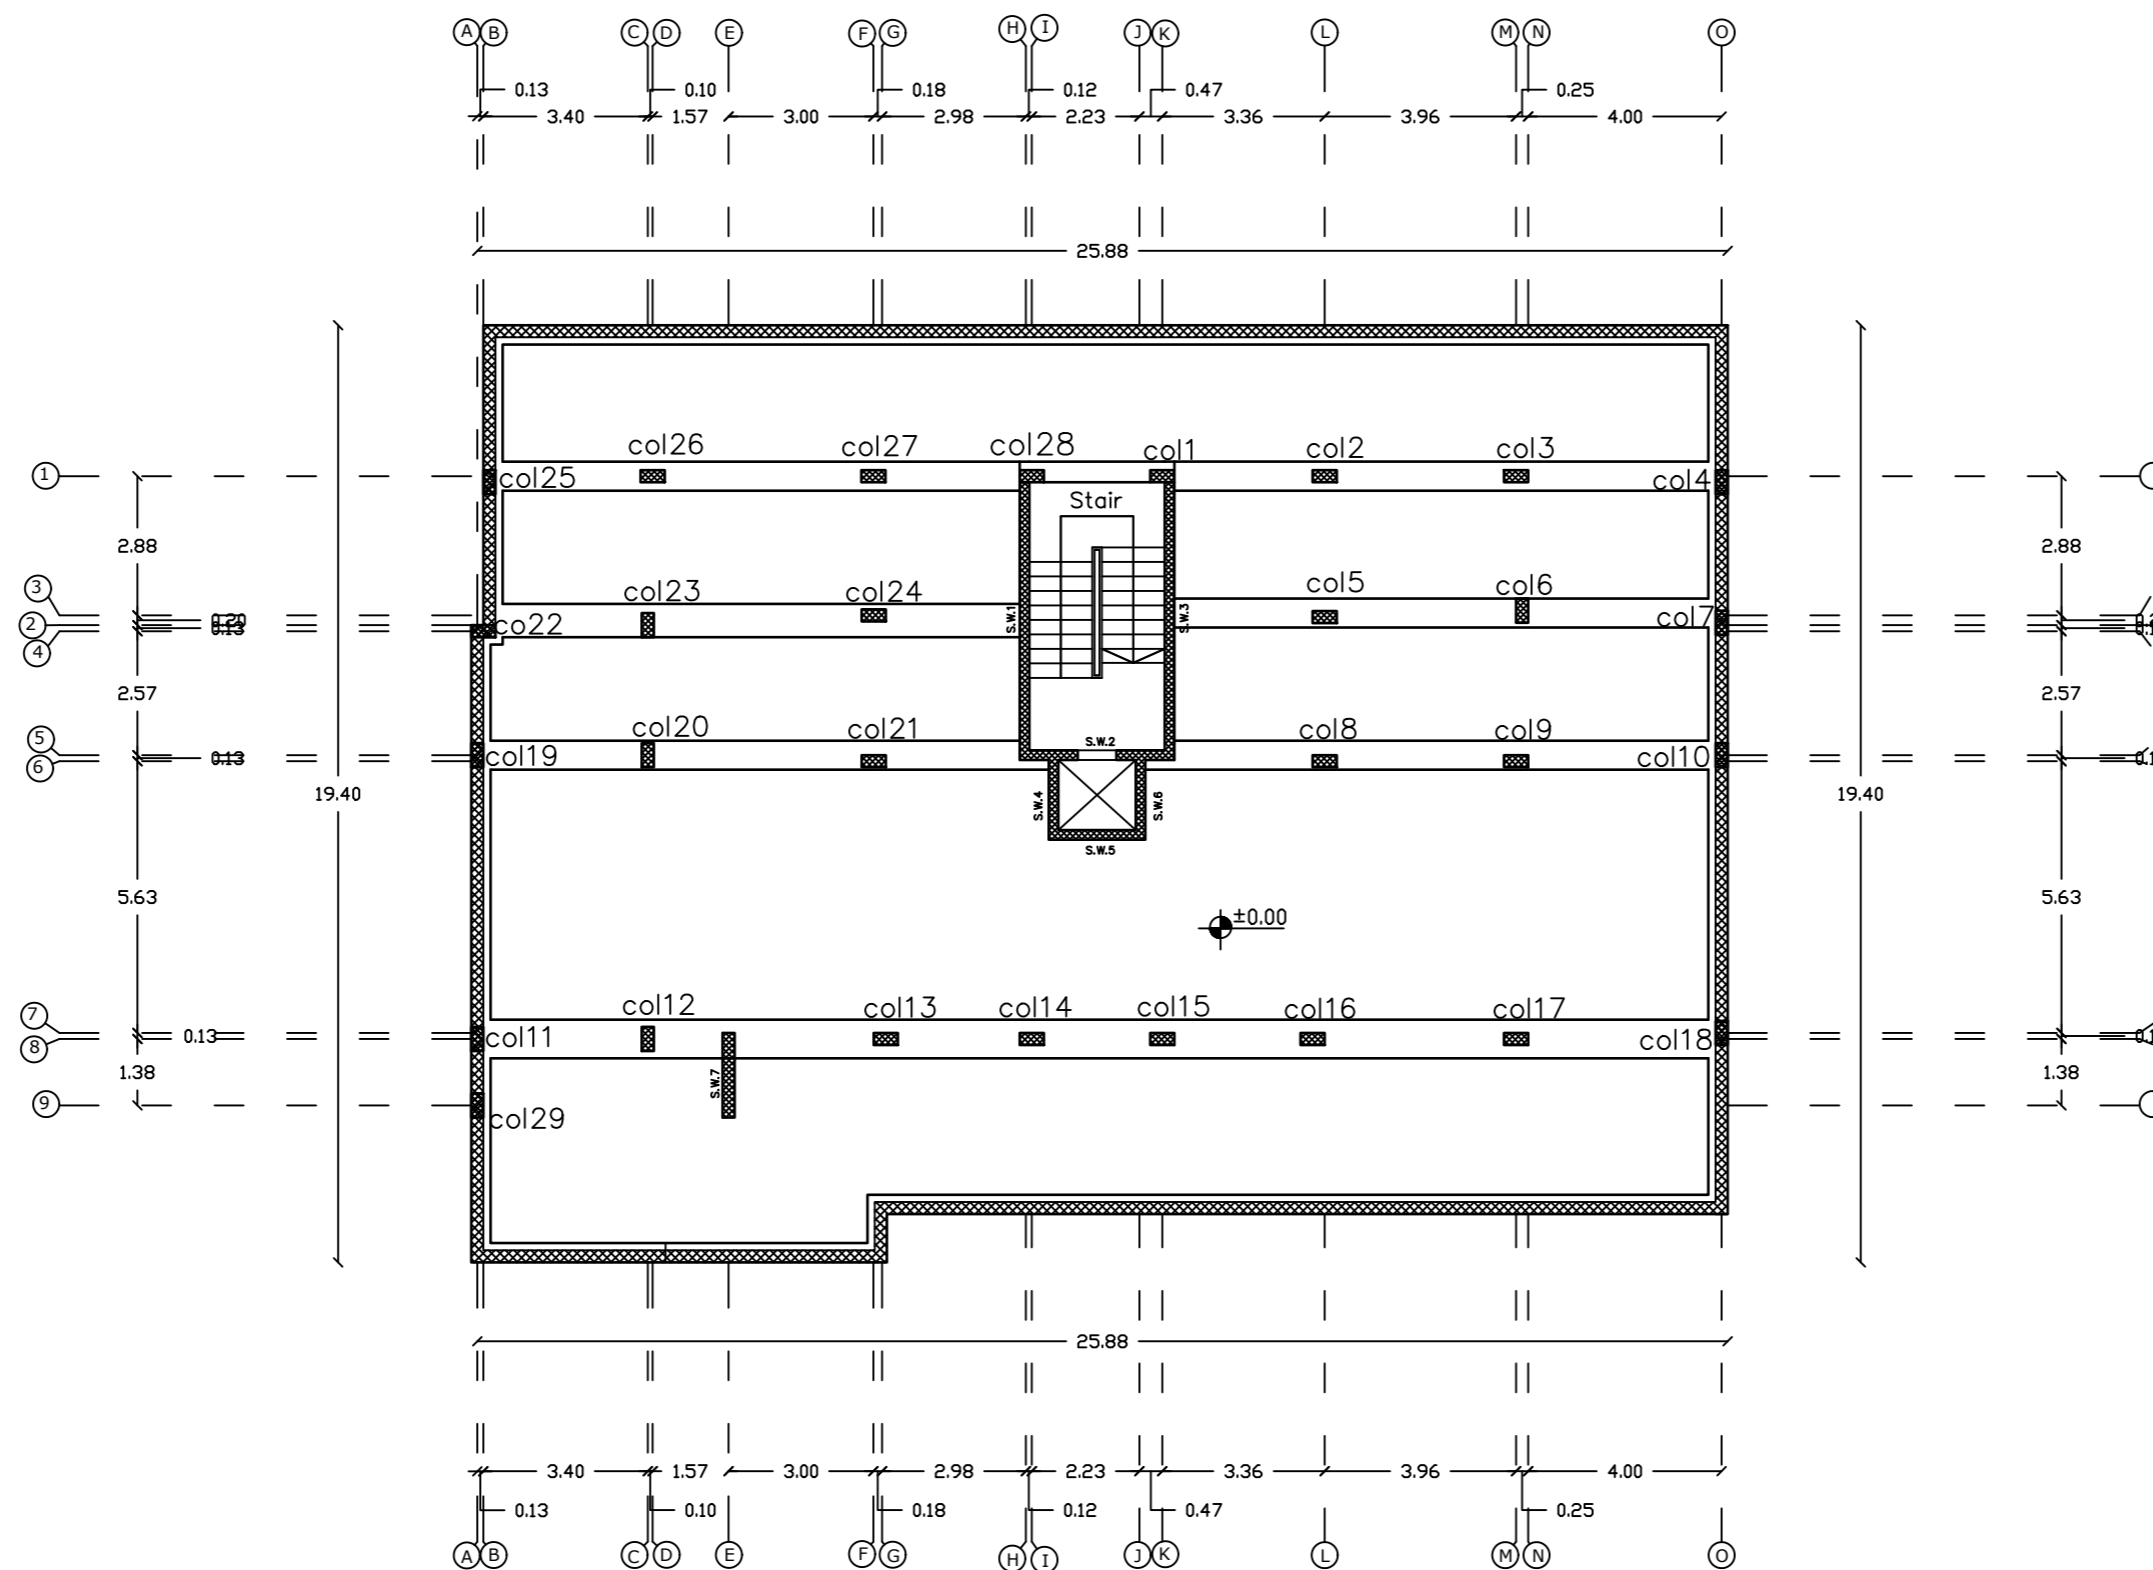 A B C D E F G H I J K L M N O
0.13 0.10 0.18 0.12 0.47 0.25
3.40 1.57 3.00 2.98 2.23 3.36 3.96 4.00
25.88
col26 col27 col28 col1 col2 col3
1
col25 col4
Stair
2.88 2.88
3
col23 col24 col5 col6
0.20
S.W.1 S.W.3
2 co22 col7
0.13
4
2.57 2.57
col20 col21 col8 col9
5
S.W.2
col19 col10
6 0.13
19.40 S.W.4 S.W.6 19.40
S.W.5
5.63 5.63
±0.00
col12 col13 col14 col15 col16 col17
7
0.13 col11 col18
8
1.38 S.W.7 1.38
9
col29
25.88
3.40 1.57 3.00 2.98 2.23 3.36 3.96 4.00
0.13 0.10 0.18 0.12 0.47 0.25
A B C D E F G H I J K L M N O